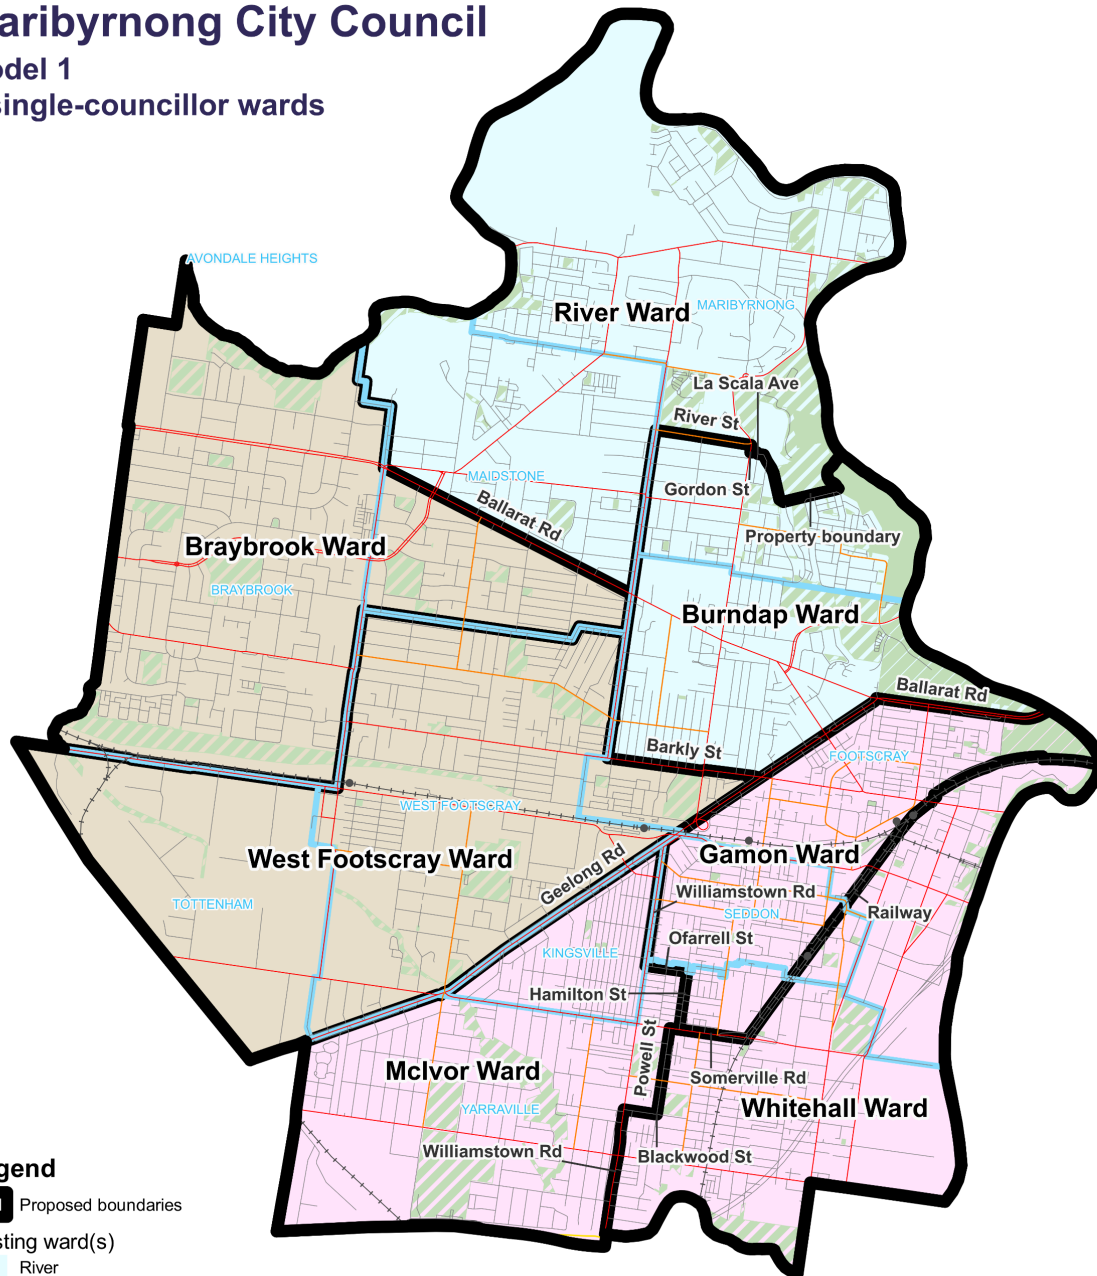 aribyrnong City Council
odel 1
single-councillor wards
AVONDALE HEIGHTS
River Ward
MARIBYRNONG
La Scala Ave
River St
MAIDSTONE
Gordon St
Ballarat Rd
Property boundary
Braybrook Ward
BRAYBROOK
Burndap Ward
Ballarat Rd
Barkly St
FOOTSCRAY
WEST FOOTSCRAY
West Footscray Ward
Geelong Rd
Gamon Ward
Williamstown Rd
TOTTENHAM
SEDDON
Railway
Ofarrell St
KINGSVILLE
Hamilton St
Powell St
McIvor Ward
Somerville Rd
YARRAVILLE
Whitehall Ward
Williamstown Rd
Blackwood St
gend
Proposed boundaries
sting ward(s)
River